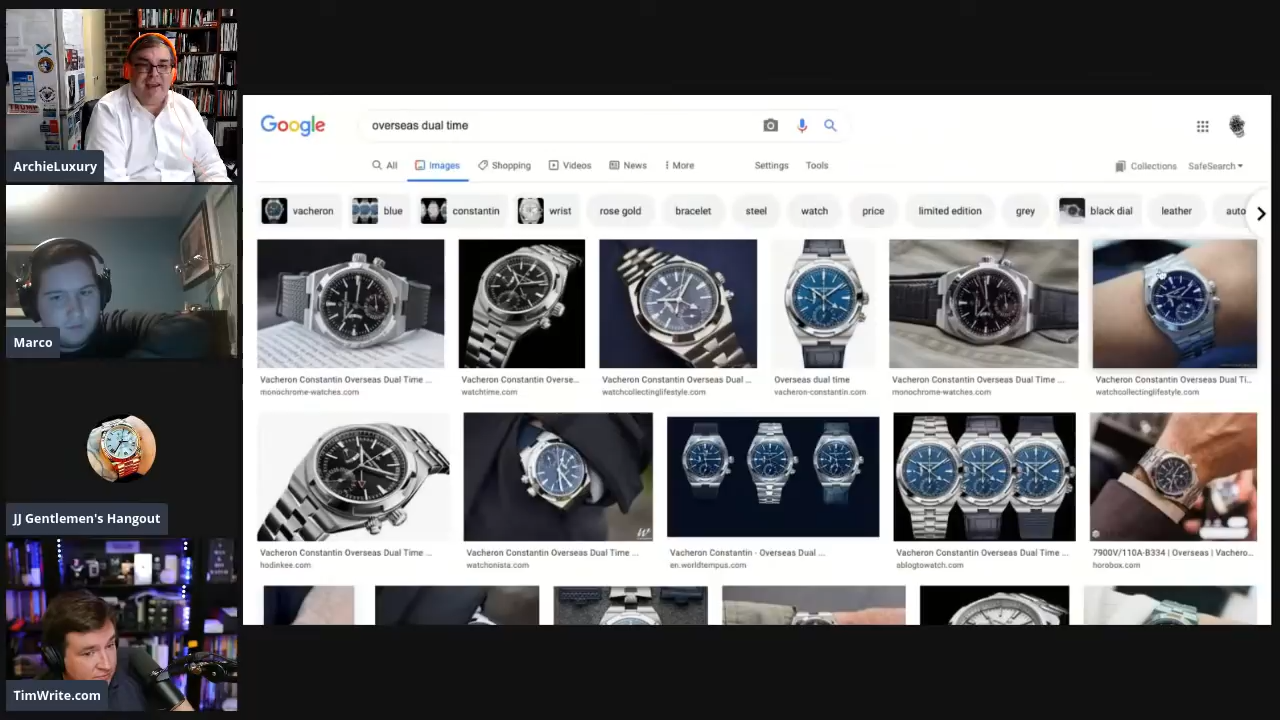 ArchieLuxury
Marco
JJ Gentlemen's Hangout
TimWrite.com
TRUMP
Google
overseas dual time
All
Images
Shopping
Videos
News
More
Settings
Tools
Collections
SafeSearch
vacheron
blue
constantin
wrist
rose gold
bracelet
steel
watch
price
limited edition
grey
black dial
leather
auto
Vacheron Constantin Overseas Dual Time ...
monochrome-watches.com
Vacheron Constantin Overse...
watchtime.com
Vacheron Constantin Overseas Dual ...
watchcollectinglifestyle.com
Overseas dual time
vacheron-constantin.com
Vacheron Constantin Overseas Dual Time ...
monochrome-watches.com
Vacheron Constantin Overseas Dual Ti...
watchcollectinglifestyle.com
Vacheron Constantin Overseas Dual Time ...
hodinkee.com
Vacheron Constantin Overseas Dual Time ...
watchonista.com
Vacheron Constantin - Overseas Dual ...
en.worldtempus.com
Vacheron Constantin Overseas Dual Time ...
ablogtowatch.com
7900V/110A-B334 | Overseas | Vachero...
horobox.com